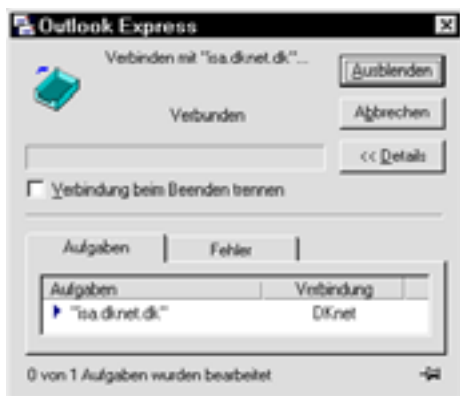 Outlook Express
Verbinden mit "isa.dknet.dk"...
Ausblenden
Verbunden
Abbrechen
<< Details
Verbindung beim Beenden trennen
Aufgaben Fehler
Aufgaben Verbindung
"isa.dknet.dk" DKnet
0 von 1 Aufgaben wurden bearbeitet